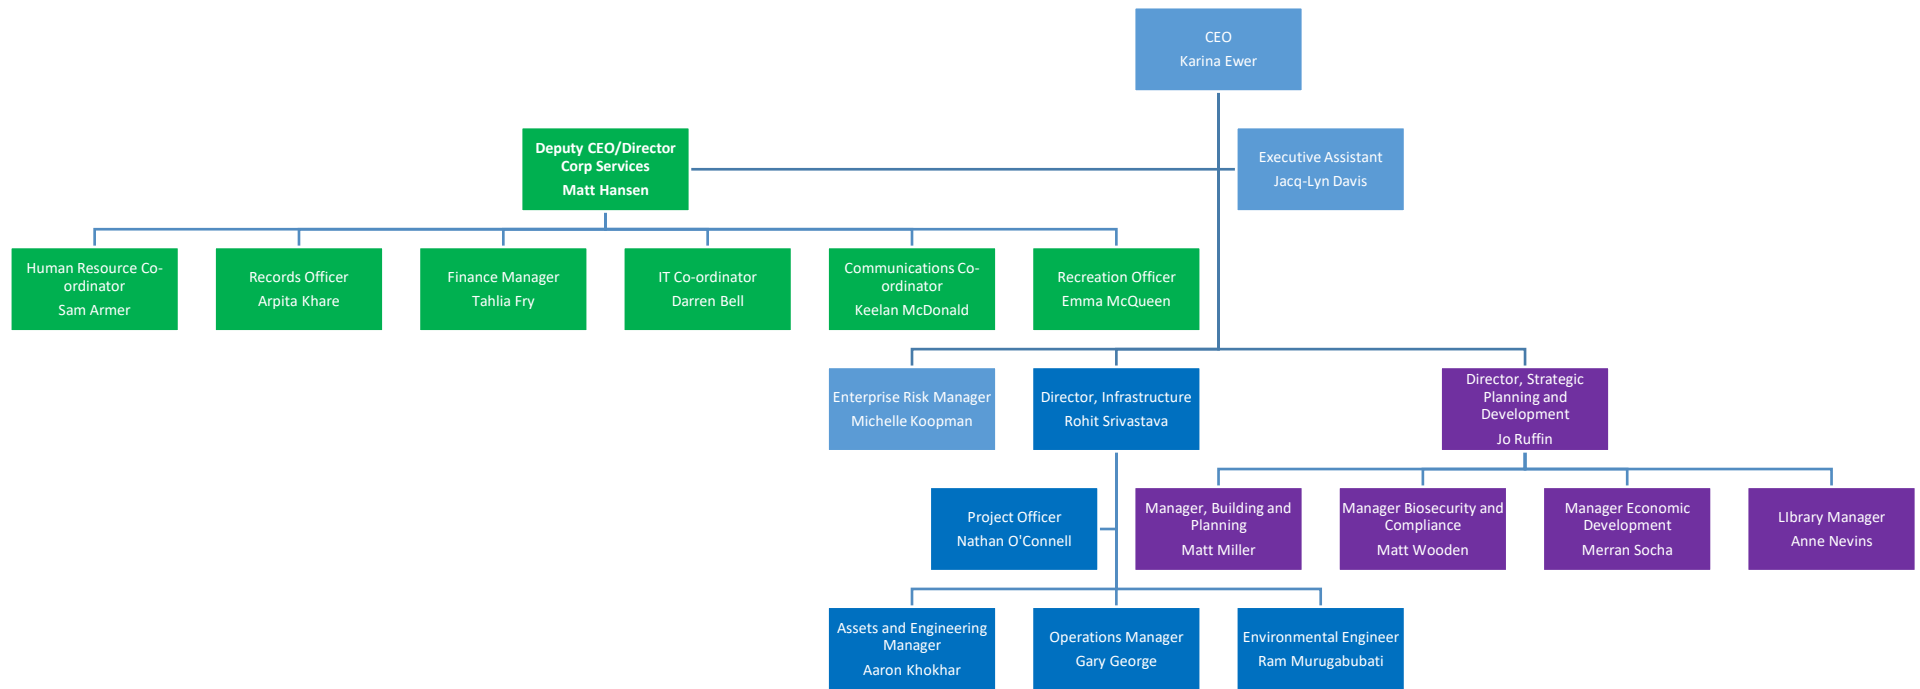 CEO
Karina Ewer
Deputy CEO/Director
Corp Services
Matt Hansen
Executive Assistant
Jacq-Lyn Davis
Human Resource Co-
ordinator
Sam Armer
Records Officer
Arpita Khare
Finance Manager
Tahlia Fry
IT Co-ordinator
Darren Bell
Communications Co-
ordinator
Keelan McDonald
Recreation Officer
Emma McQueen
Enterprise Risk Manager
Michelle Koopman
Director, Infrastructure
Rohit Srivastava
Director, Strategic
Planning and
Development
Jo Ruffin
Project Officer
Nathan O'Connell
Manager, Building and
Planning
Matt Miller
Manager Biosecurity and
Compliance
Matt Wooden
Manager Economic
Development
Merran Socha
LIbrary Manager
Anne Nevins
Assets and Engineering
Manager
Aaron Khokhar
Operations Manager
Gary George
Environmental Engineer
Ram Murugabubati